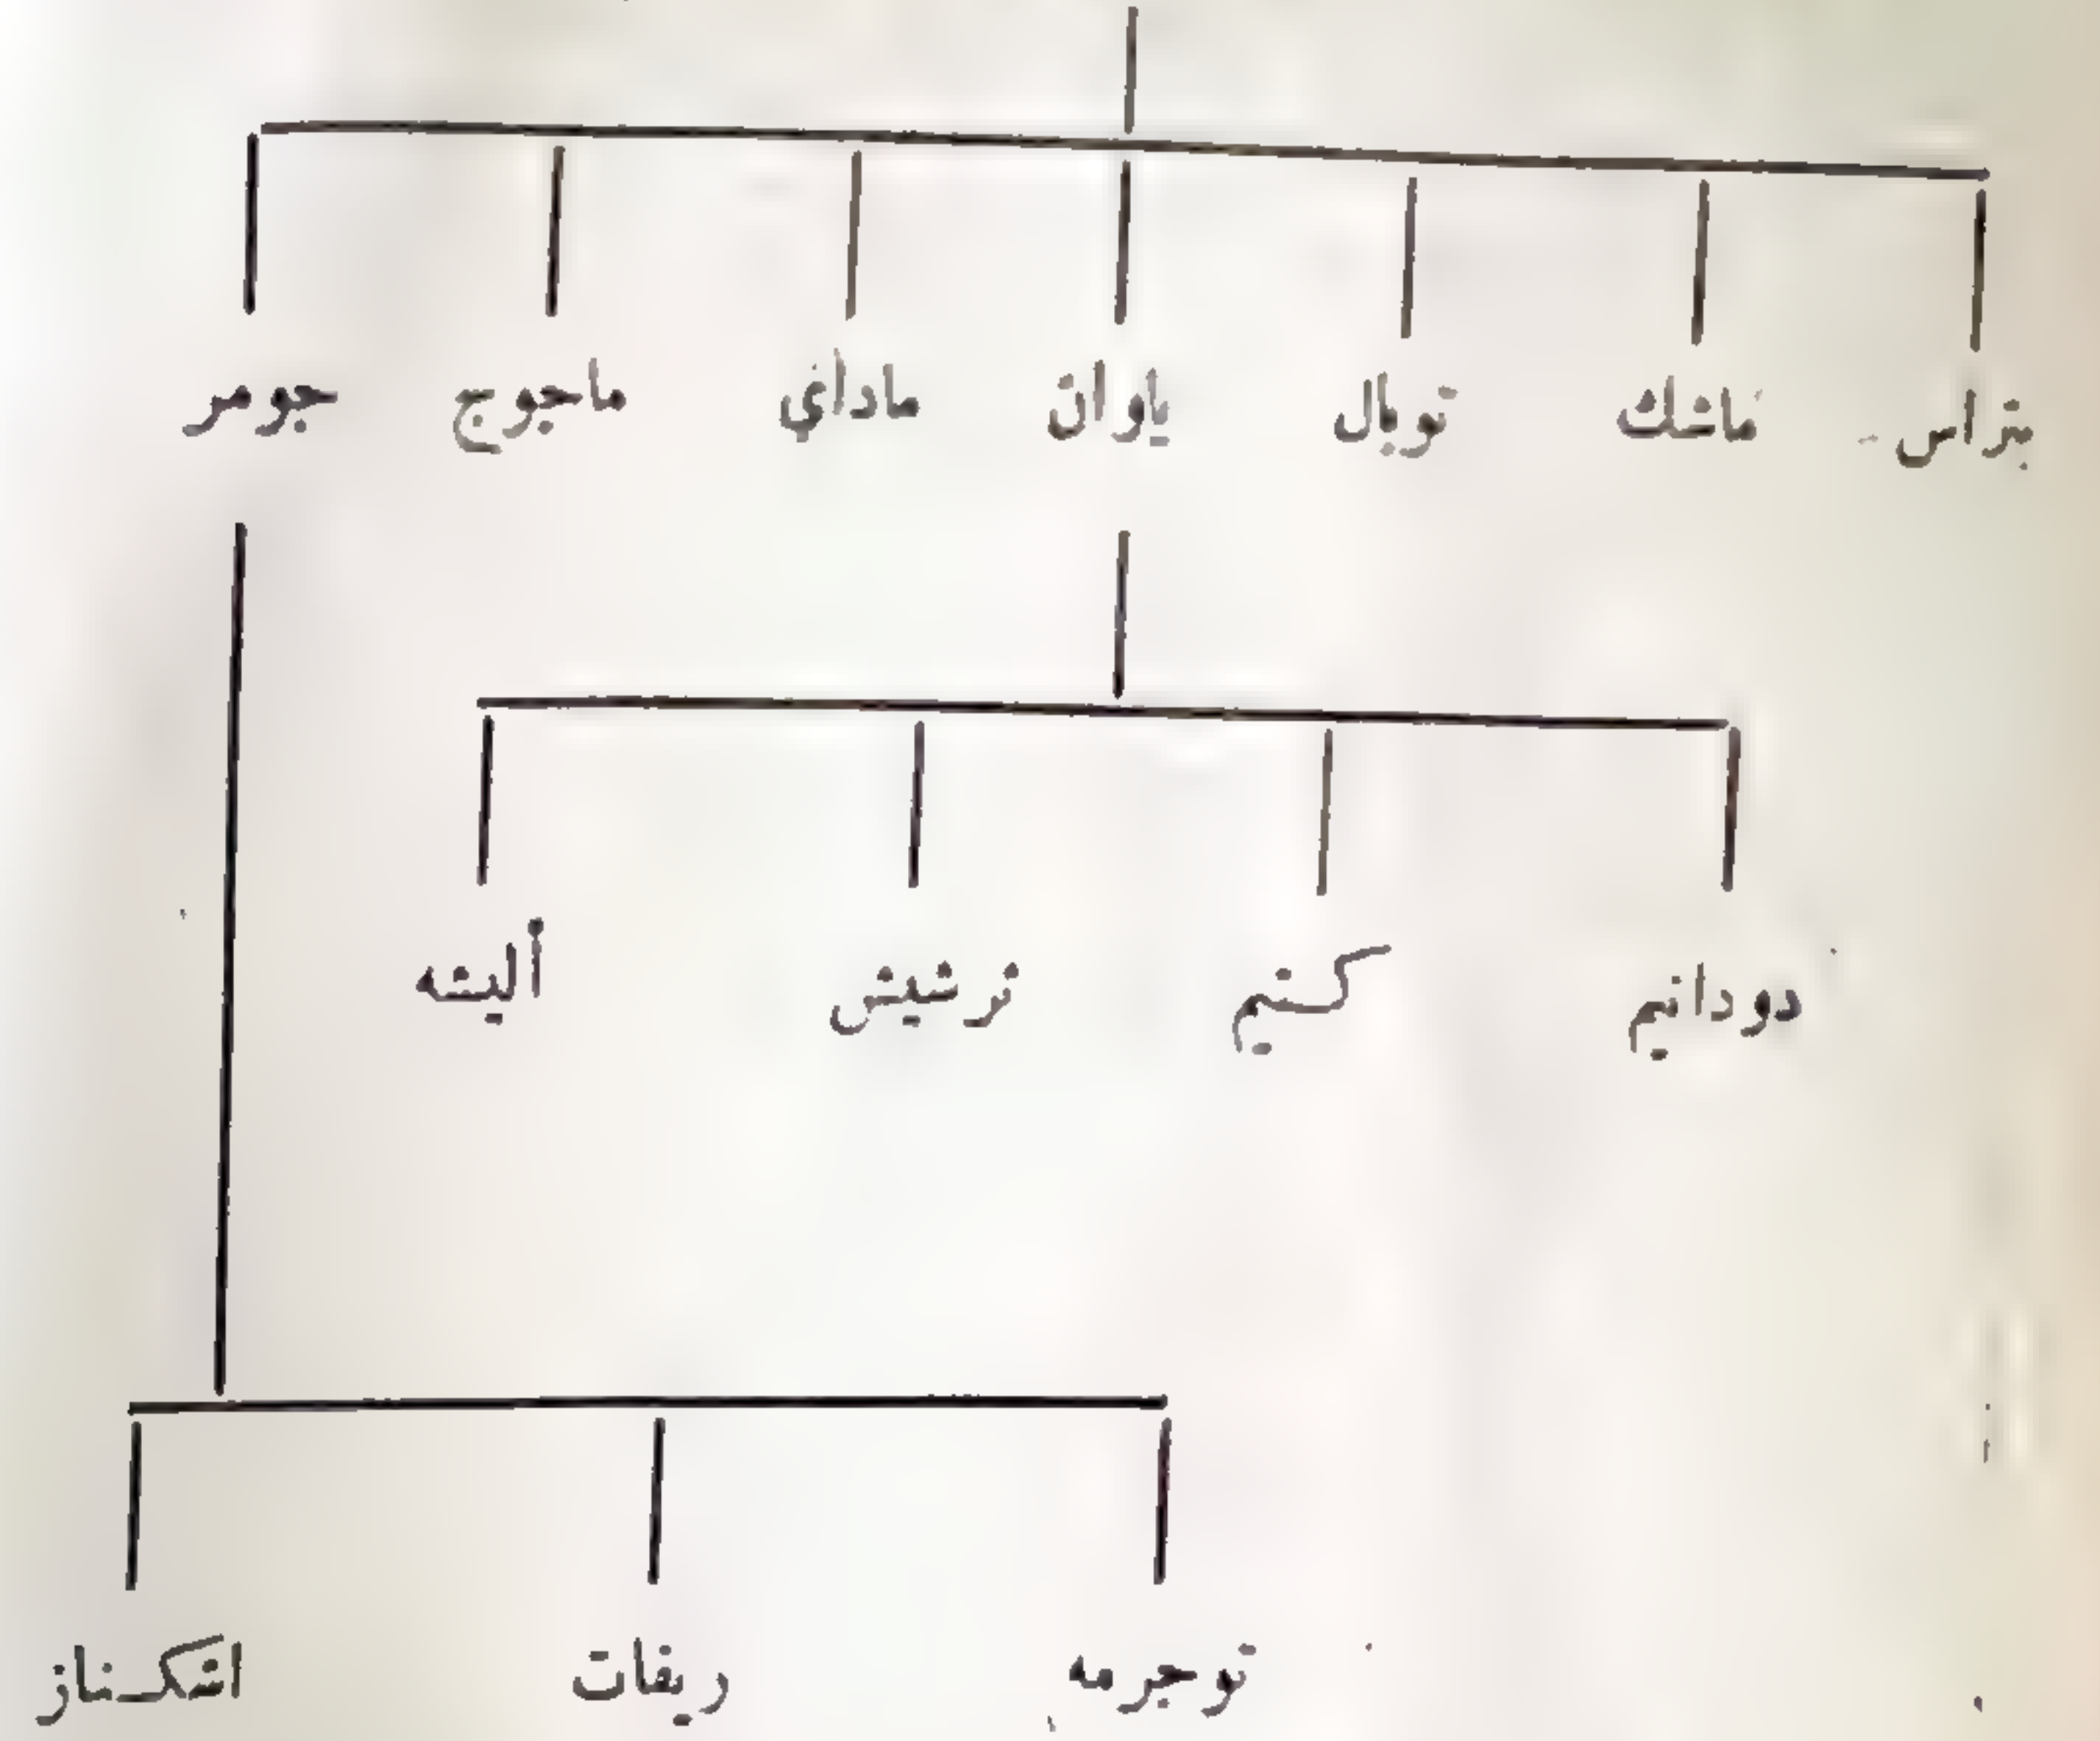 بتراس ماشك توبال ياوان ماداي ماجوج جومر
دودانيم كتيم ترشيش أليشه
توجرمه ريفات اشكناز